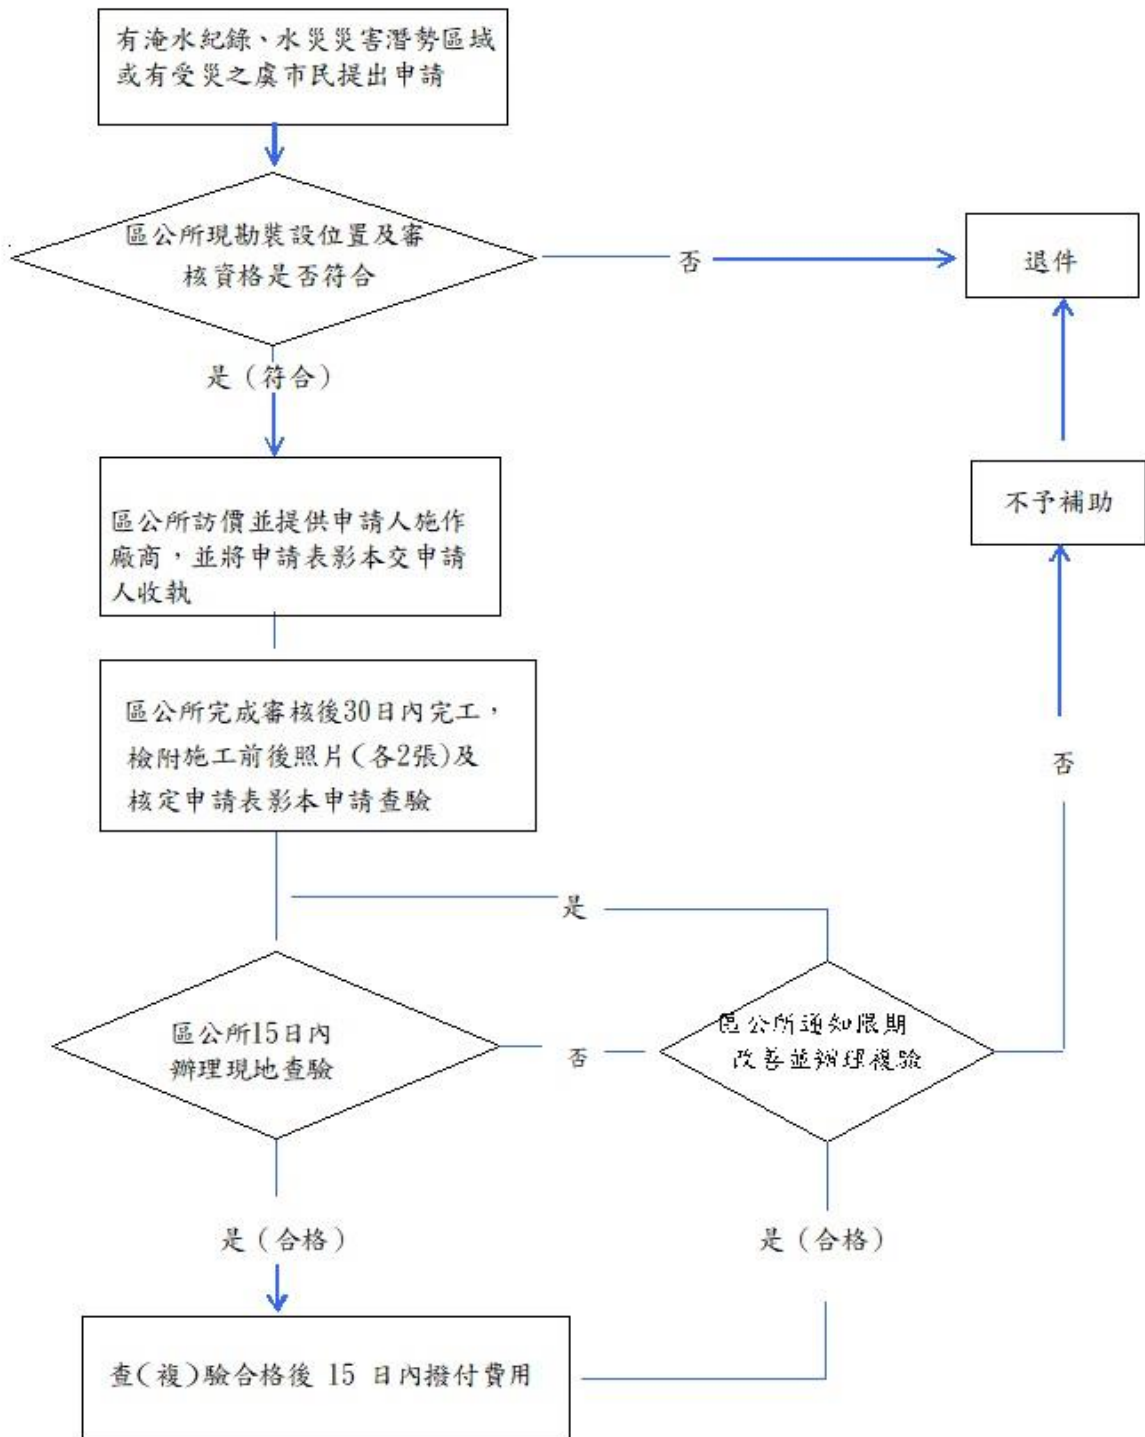 有淹水紀錄、水災災害潛勢區域
或有受災之虞市民提出申請
區公所現勘裝設位置及審
核資格是否符合
否
退件
是（符合）
區公所訪價並提供申請人施作
廠商，並將申請表影本交申請
人收執
不予補助
區公所完成審核後30日內完工，
檢附施工前後照片(各2張)及
核定申請表影本申請查驗
否
是
區公所15日內
辦理現地查驗
否
區公所通知限期
改善並辦理複驗
是（合格）
是（合格）
查(複)驗合格後 15 日內撥付費用